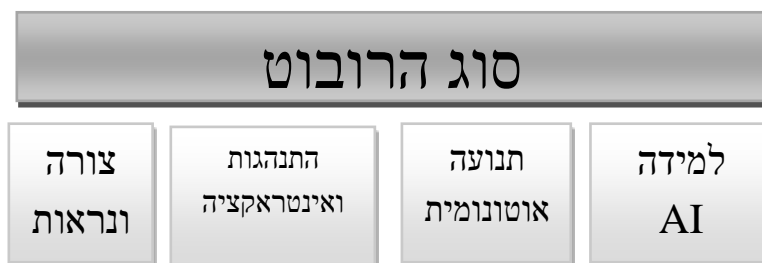 סוג הרובוט
למידה
AI
תנועה
אוטונומית
התנהגות
ואינטראקציה
צורה
ונראות